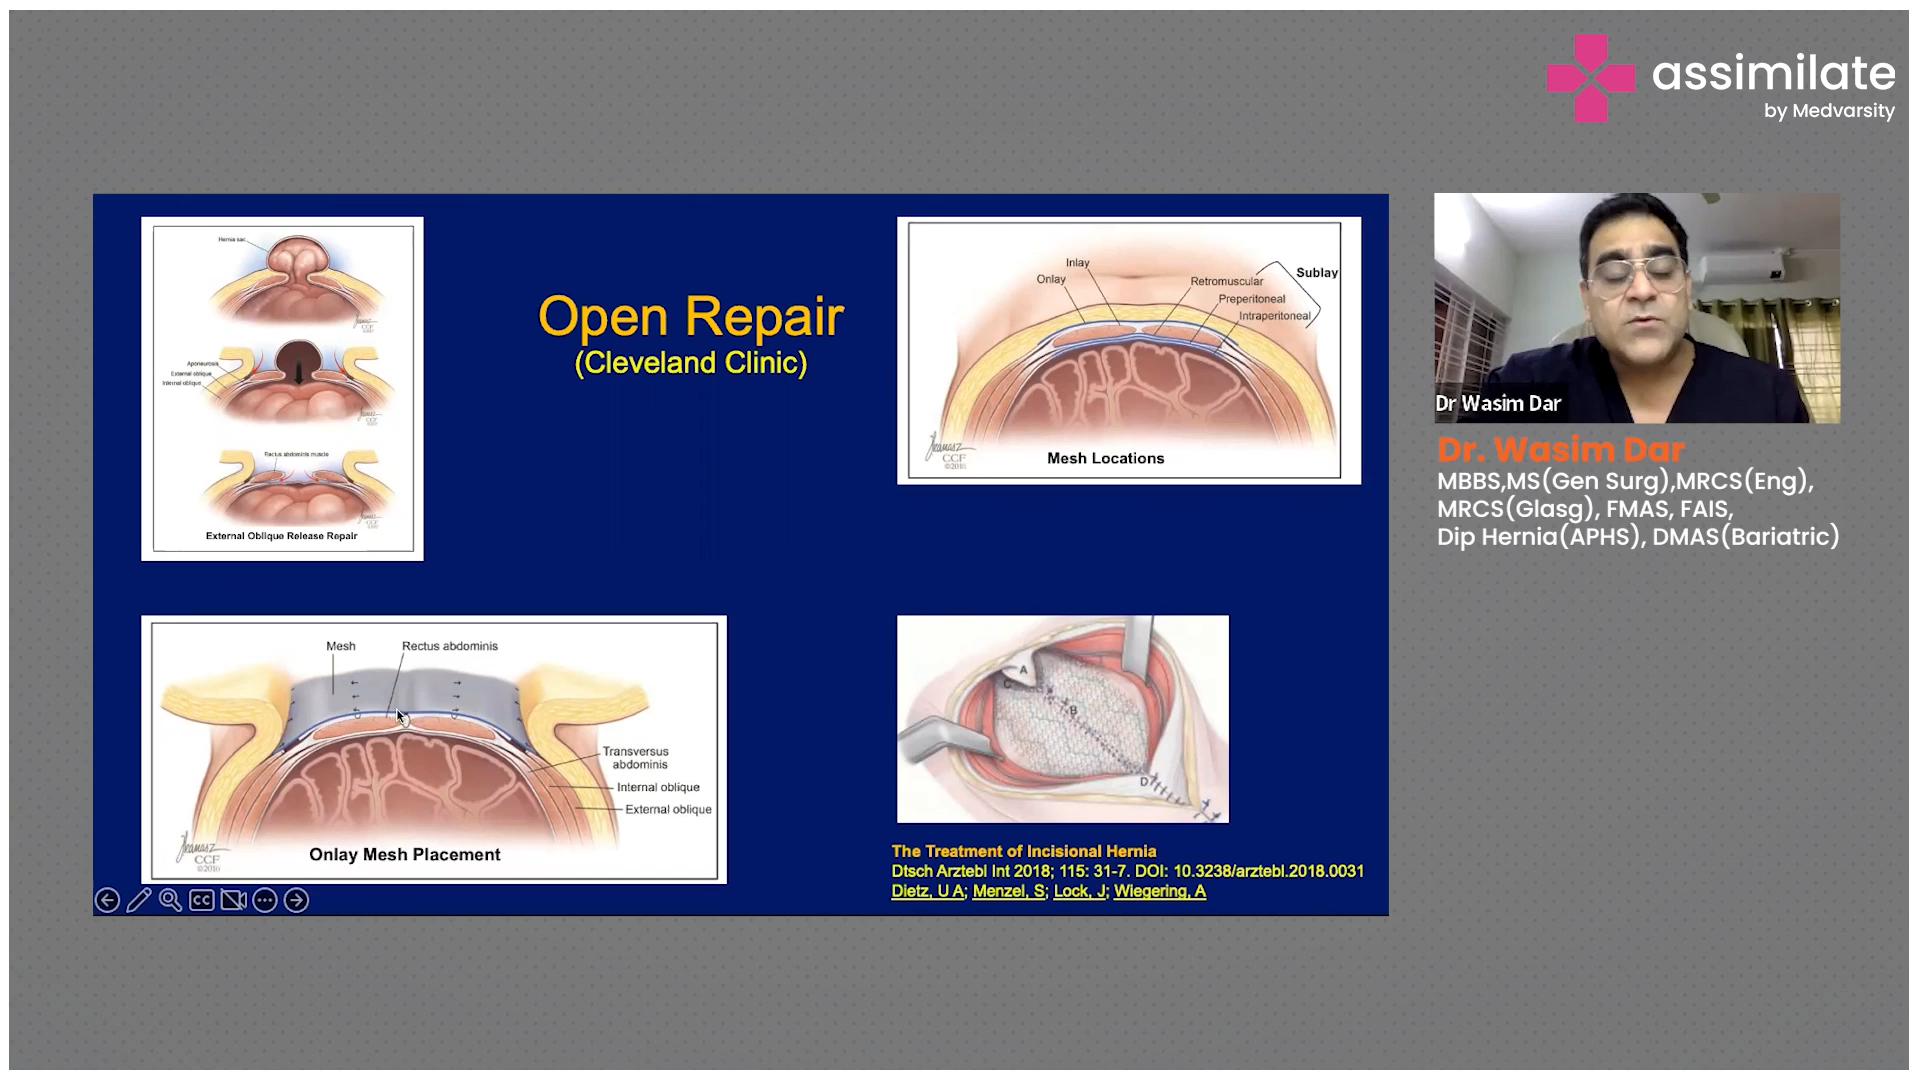 assimilate
by Medvarsity
Hernia sac
Aponeurosis
External oblique
Internal oblique
Rectus abdominis muscle
External Oblique Release Repair
Open Repair
(Cleveland Clinic)
Inlay
Onlay
Sublay
Retromuscular
Preperitoneal
Intraperitoneal
CCF
©2016
Mesh Locations
Dr Wasim Dar
Dr. Wasim Dar
MBBS,MS(Gen Surg),MRCS(Eng),
MRCS(Glasg), FMAS, FAIS,
Dip Hernia(APHS), DMAS(Bariatric)
Mesh
Rectus abdominis
Transversus
abdominis
Internal oblique
External oblique
CCF
©2016
Onlay Mesh Placement
A
C
B
D
The Treatment of Incisional Hernia
Dtsch Arztebl Int 2018; 115: 31-7. DOI: 10.3238/arztebl.2018.0031
Dietz, U A; Menzel, S; Lock, J; Wiegering, A
CC